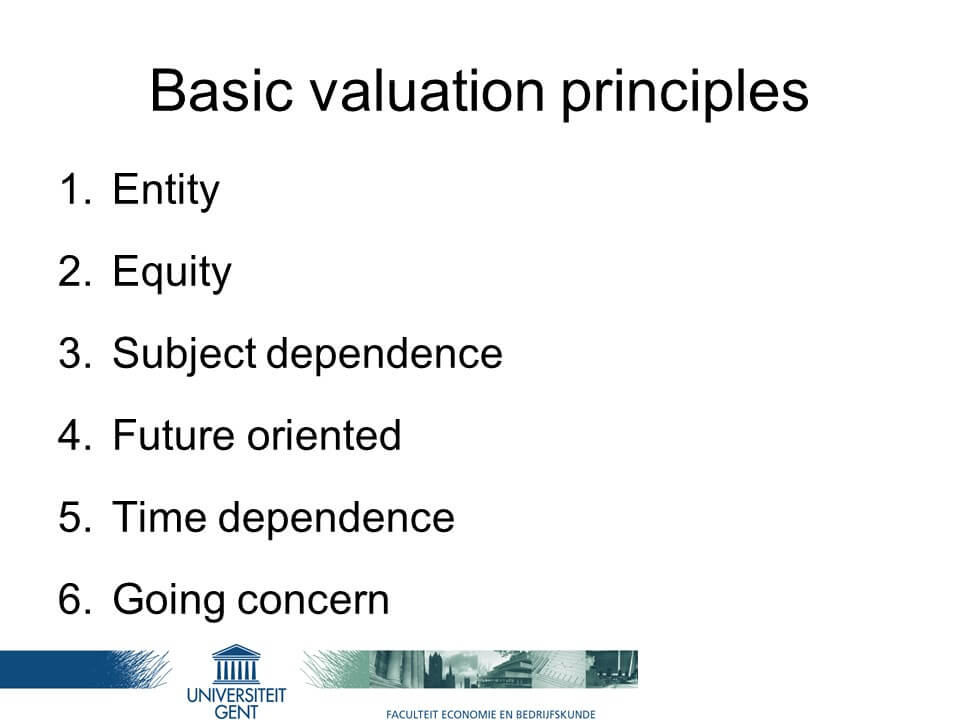 Basic valuation principles
1. Entity
2. Equity
3. Subject dependence
4. Future oriented
5. Time dependence
6. Going concern
UNIVERSITEIT
GENT
FACULTEIT ECONOMIE EN BEDRIJFSKUNDE